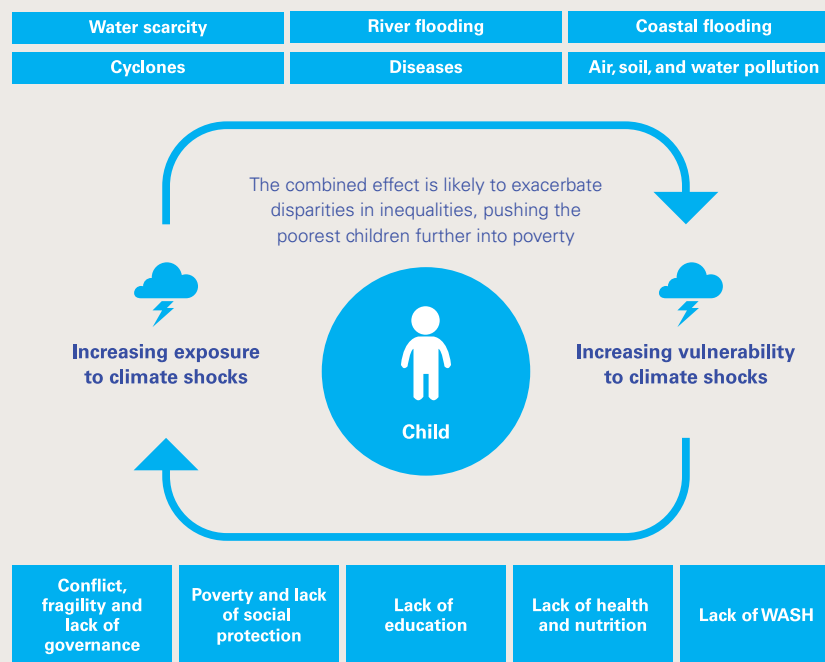 Water scarcity
River flooding
Coastal flooding
Cyclones
Diseases
Air, soil, and water pollution
The combined effect is likely to exacerbate
disparities in inequalities, pushing the
poorest children further into poverty
Increasing exposure
to climate shocks
Child
Increasing vulnerability
to climate shocks
Conflict,
fragility and
lack of
governance
Poverty and lack
of social
protection
Lack of
education
Lack of health
and nutrition
Lack of WASH